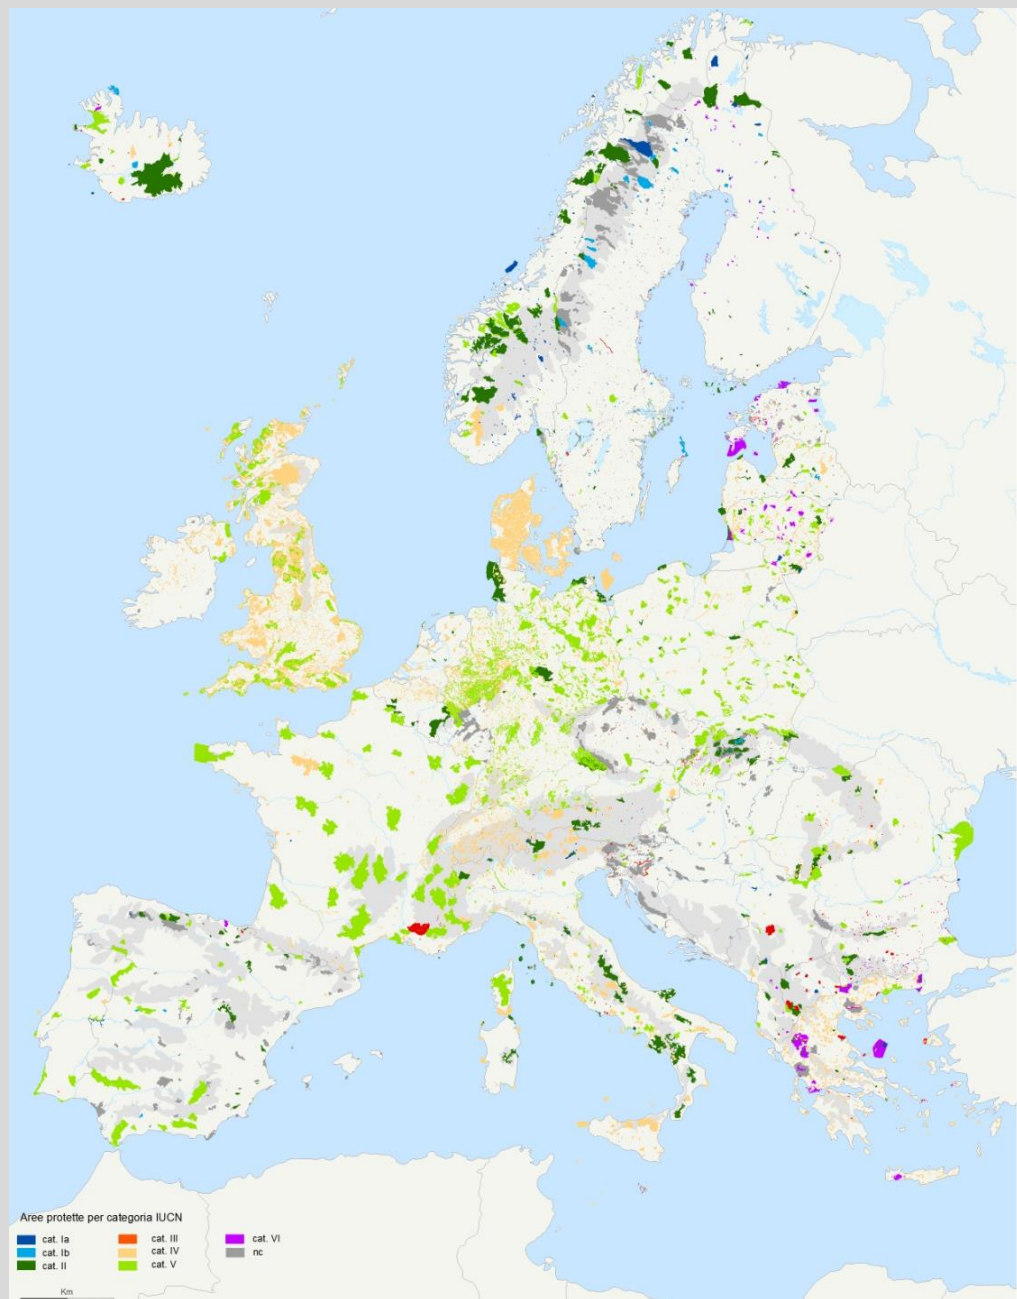 Aree protette per categoria IUCN
cat. Ia
cat. Ib
cat. II
cat. III
cat. IV
cat. V
cat. VI
nc
Km